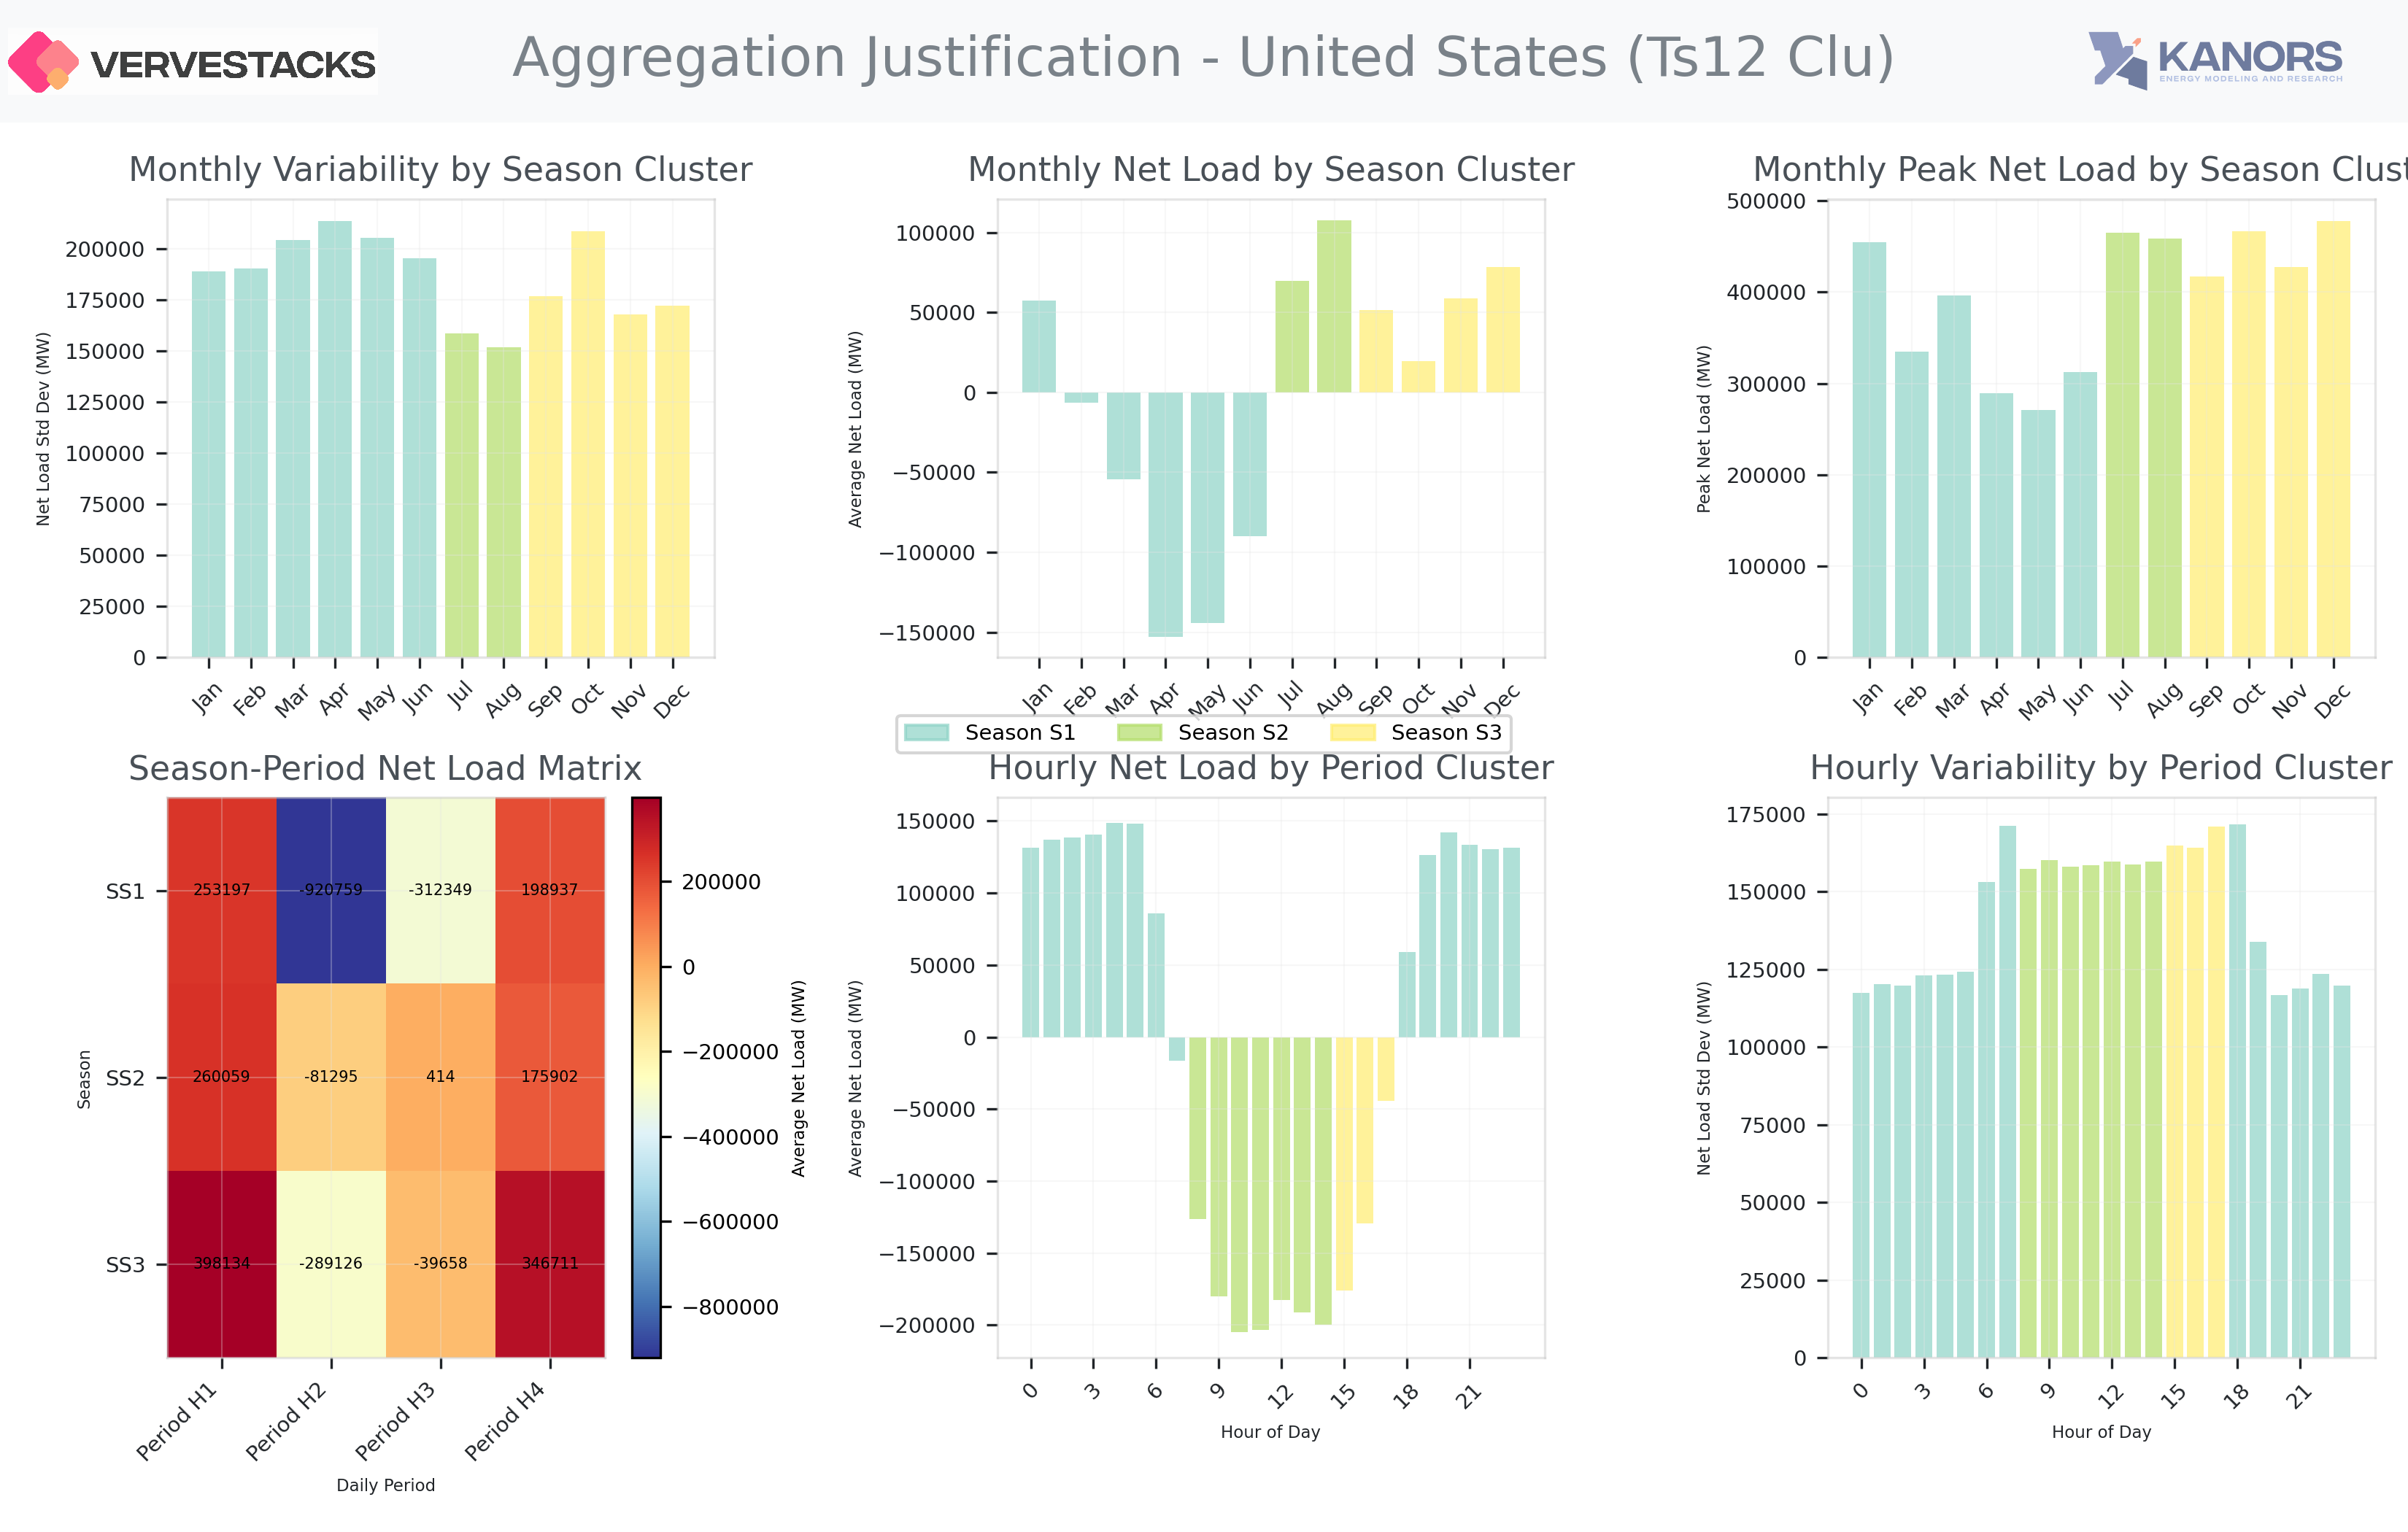 VERVESTACKS
Aggregation Justification - United States (Ts12 Clu)
KANORS
ENERGY MODELING AND RESEARCH
Monthly Variability by Season Cluster
Net Load Std Dev (MW)
200000
175000
150000
125000
100000
75000
50000
25000
0
Jan Feb Mar Apr May Jun Jul Aug Sep Oct Nov Dec
Monthly Net Load by Season Cluster
Average Net Load (MW)
100000
50000
0
−50000
−100000
−150000
Jan Feb Mar Apr May Jun Jul Aug Sep Oct Nov Dec
Monthly Peak Net Load by Season Clust
Peak Net Load (MW)
500000
400000
300000
200000
100000
0
Jan Feb Mar Apr May Jun Jul Aug Sep Oct Nov Dec
Season S1 Season S2 Season S3
Season-Period Net Load Matrix
Season
SS1 253197 -920759 -312349 198937
SS2 260059 -81295 414 175902
SS3 398134 -289126 -39658 346711
Period H1 Period H2 Period H3 Period H4
Daily Period
200000
0
−200000
−400000
−600000
−800000
Average Net Load (MW)
Hourly Net Load by Period Cluster
Average Net Load (MW)
150000
100000
50000
0
−50000
−100000
−150000
−200000
0 3 6 9 12 15 18 21
Hour of Day
Hourly Variability by Period Cluster
Net Load Std Dev (MW)
175000
150000
125000
100000
75000
50000
25000
0
0 3 6 9 12 15 18 21
Hour of Day